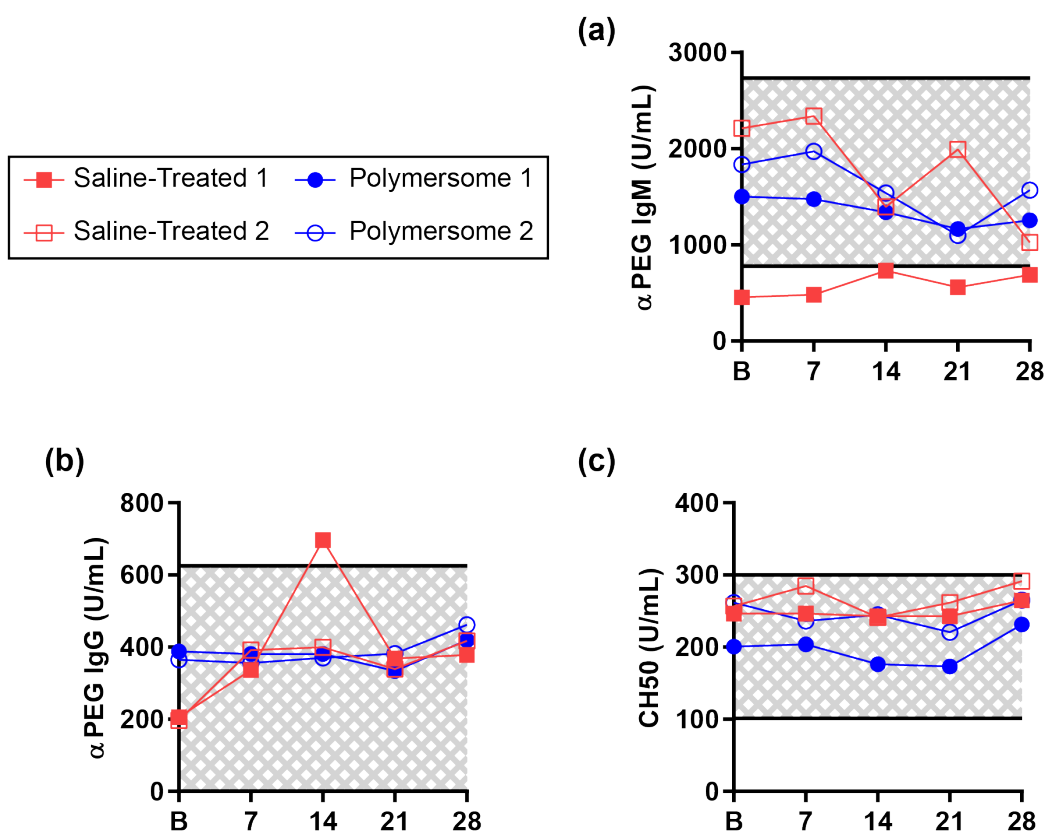 (a)
Saline-Treated 1 Polymersome 1
Saline-Treated 2 Polymersome 2
α PEG IgM (U/mL)
3000
2000
1000
0
B 7 14 21 28
(b)
α PEG IgG (U/mL)
800
600
400
200
0
B 7 14 21 28
(c)
CH50 (U/mL)
400
300
200
100
0
B 7 14 21 28